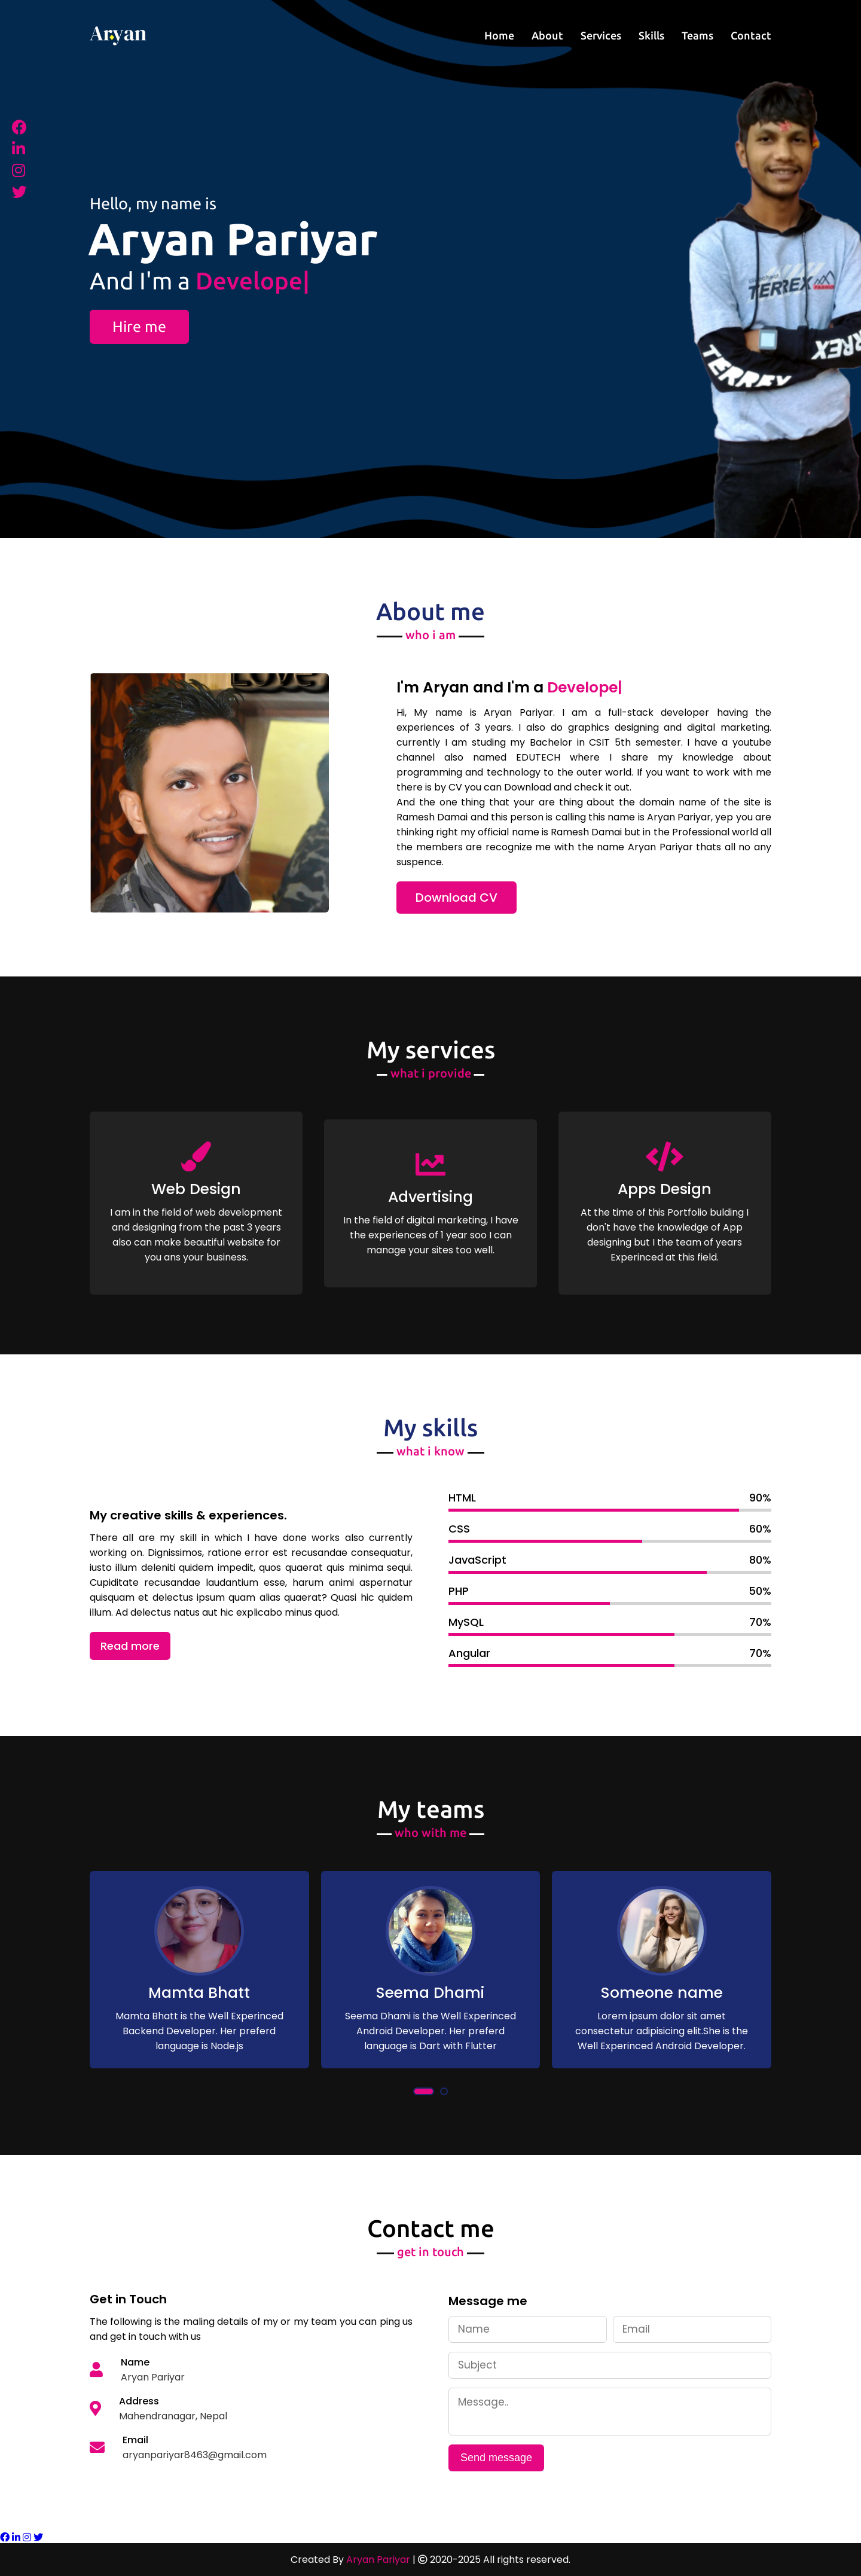 Aryan
Home About Services Skills Teams Contact
Hello, my name is
Aryan Pariyar
And I'm a Develope|
Hire me
TERREX
TERREX
TERREX
About me
who i am
LOVE
I'm Aryan and I'm a Develope|
Hi, My name is Aryan Pariyar. I am a full-stack developer having the
experiences of 3 years. I also do graphics designing and digital marketing.
currently I am studing my Bachelor in CSIT 5th semester. I have a youtube
channel also named EDUTECH where I share my knowledge about
programming and technology to the outer world. If you want to work with me
there is by CV you can Download and check it out.
And the one thing that your are thing about the domain name of the site is
Ramesh Damai and this person is calling this name is Aryan Pariyar, yep you are
thinking right my official name is Ramesh Damai but in the Professional world all
the members are recognize me with the name Aryan Pariyar thats all no any
suspence.
Download CV
My services
what i provide
Web Design
I am in the field of web development
and designing from the past 3 years
also can make beautiful website for
you ans your business.
Advertising
In the field of digital marketing, I have
the experiences of 1 year soo I can
manage your sites too well.
Apps Design
At the time of this Portfolio bulding I
don't have the knowledge of App
designing but I the team of years
Experinced at this field.
My skills
what i know
My creative skills & experiences.
There all are my skill in which I have done works also currently
working on. Dignissimos, ratione error est recusandae consequatur,
iusto illum deleniti quidem impedit, quos quaerat quis minima sequi.
Cupiditate recusandae laudantium esse, harum animi aspernatur
quisquam et delectus ipsum quam alias quaerat? Quasi hic quidem
illum. Ad delectus natus aut hic explicabo minus quod.
Read more
HTML 90%
CSS 60%
JavaScript 80%
PHP 50%
MySQL 70%
Angular 70%
My teams
who with me
Mamta Bhatt
Mamta Bhatt is the Well Experinced
Backend Developer. Her preferd
language is Node.js
Seema Dhami
Seema Dhami is the Well Experinced
Android Developer. Her preferd
language is Dart with Flutter
Someone name
Lorem ipsum dolor sit amet
consectetur adipisicing elit.She is the
Well Experinced Android Developer.
Contact me
get in touch
Get in Touch
The following is the maling details of my or my team you can ping us
and get in touch with us
Name
Aryan Pariyar
Address
Mahendranagar, Nepal
Email
aryanpariyar8463@gmail.com
Message me
Name
Email
Subject
Message..
Send message
Created By Aryan Pariyar | © 2020-2025 All rights reserved.